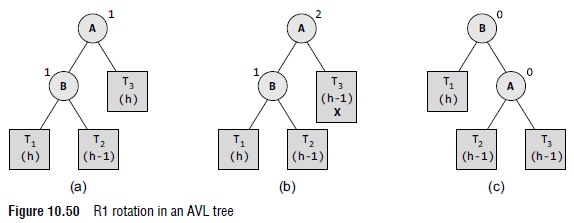 1
A
1
B
T3
(h)
T1
(h)
T2
(h-1)
(a)
2
A
1
B
T3
(h-1)
X
T1
(h)
T2
(h-1)
(b)
0
B
T1
(h)
0
A
T2
(h-1)
T3
(h-1)
(c)
Figure 10.50 R1 rotation in an AVL tree